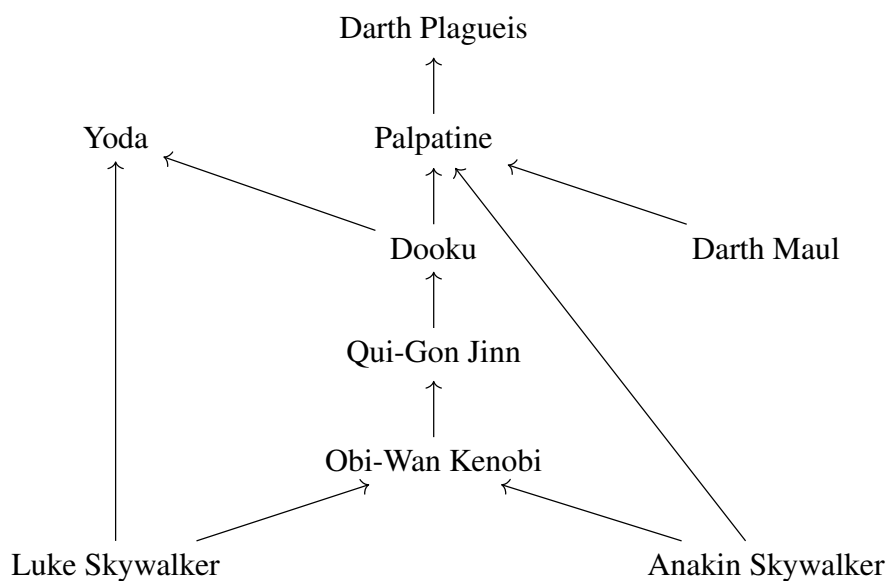 Darth Plagueis
Yoda
Palpatine
Dooku
Darth Maul
Qui-Gon Jinn
Obi-Wan Kenobi
Luke Skywalker
Anakin Skywalker